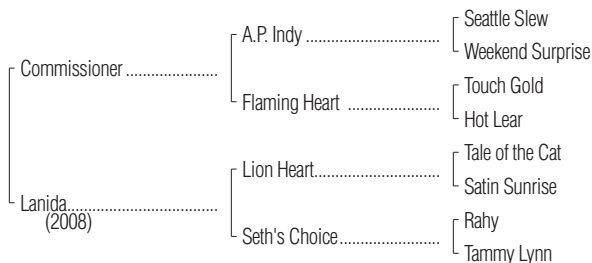 Seattle Slew
A.P. Indy ................................
Weekend Surprise
Commissioner ......................
Touch Gold
Flaming Heart ......................
Hot Lear
Tale of the Cat
Lion Heart..............................
Satin Sunrise
Lanida....................................
(2008)
Rahy
Seth's Choice........................
Tammy Lynn